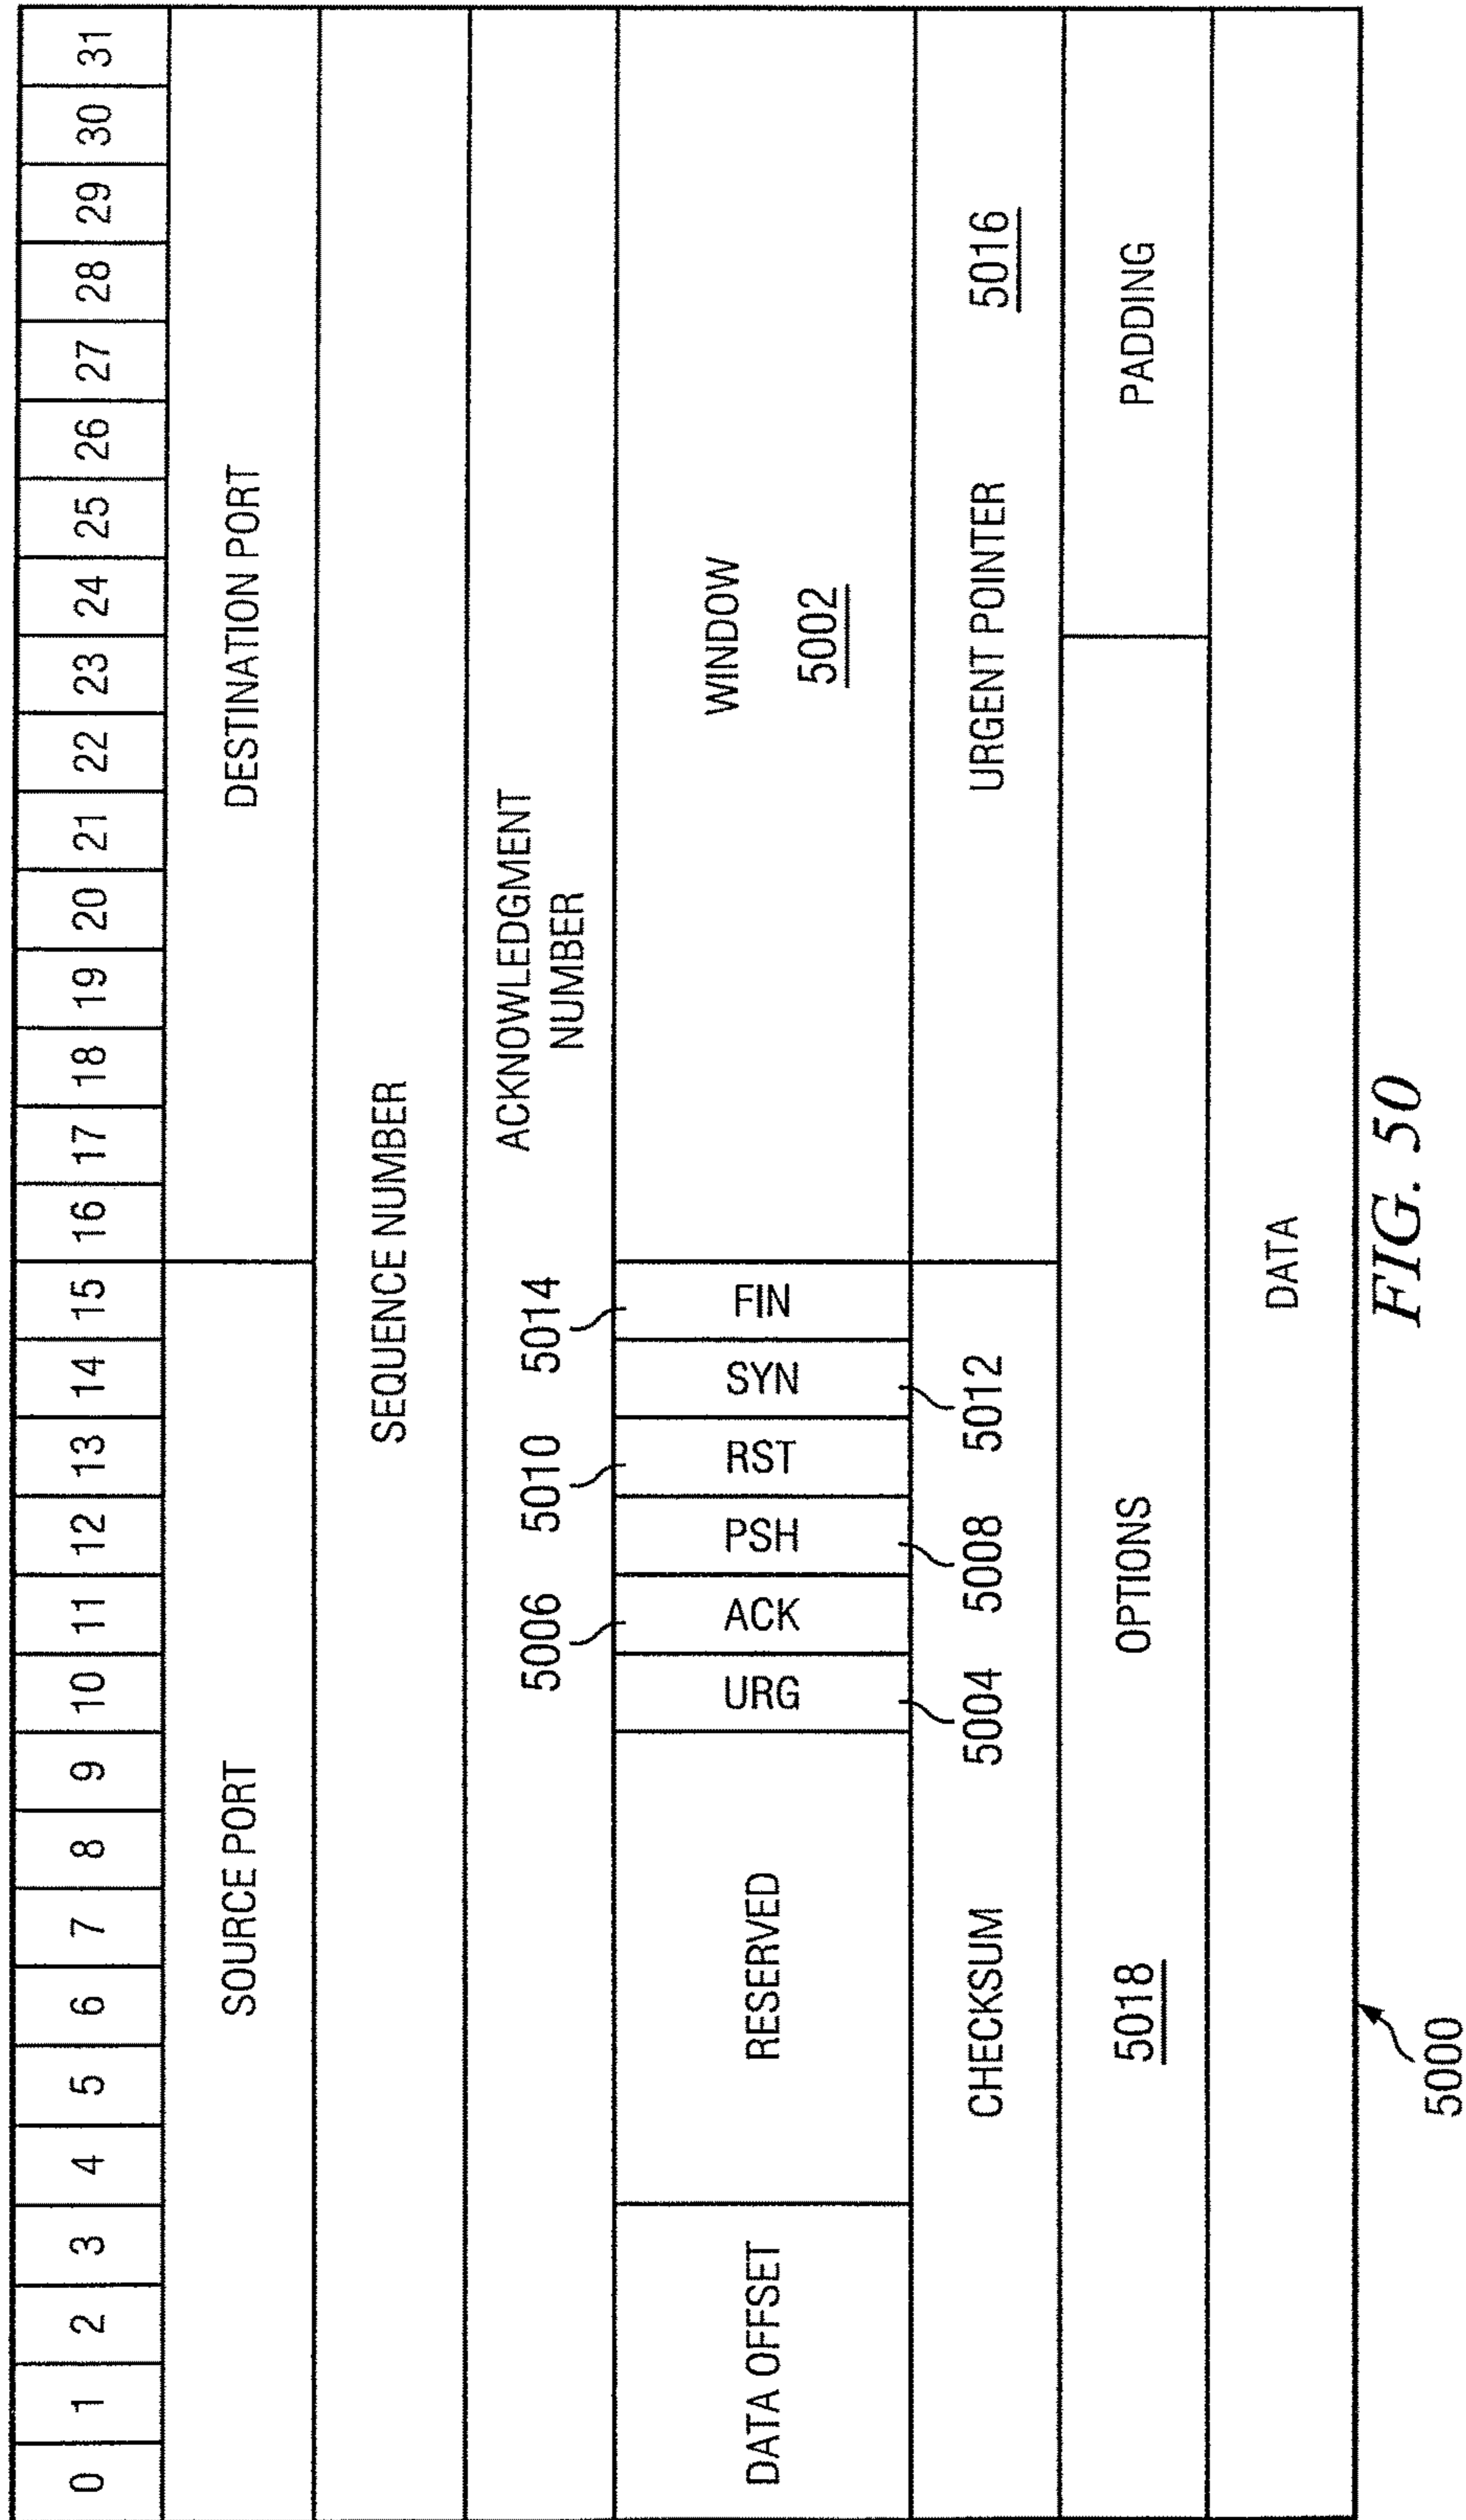 0 1 2 3 4 5 6 7 8 9 10 11 12 13 14 15 16 17 18 19 20 21 22 23 24 25 26 27 28 29 30 31
SOURCE PORT DESTINATION PORT
SEQUENCE NUMBER
ACKNOWLEDGMENT
NUMBER
5006 5010 5014
DATA OFFSET RESERVED URG ACK PSH RST SYN FIN WINDOW
5002
5004 5008 5012
CHECKSUM URGENT POINTER 5016
5018 OPTIONS PADDING
DATA
5000
FIG. 50